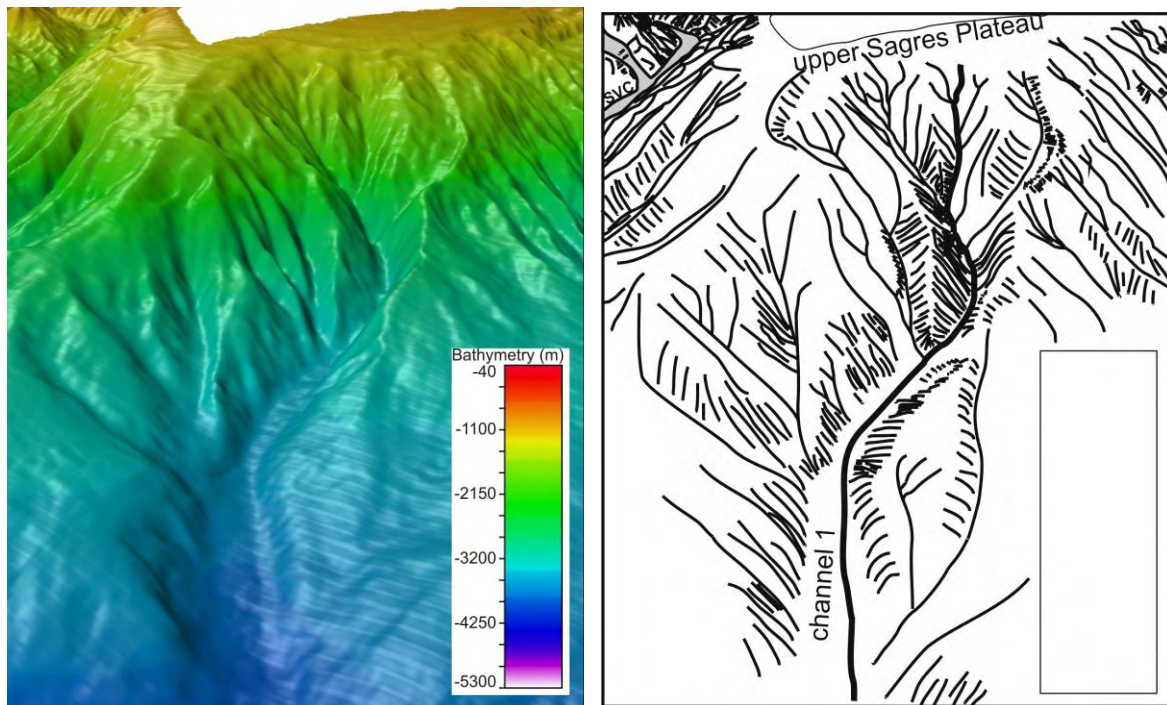 Bathymetry (m)
-40
-1100
-2150
-3200
-4250
-5300
upper Sagres Plateau
svc
channel 1